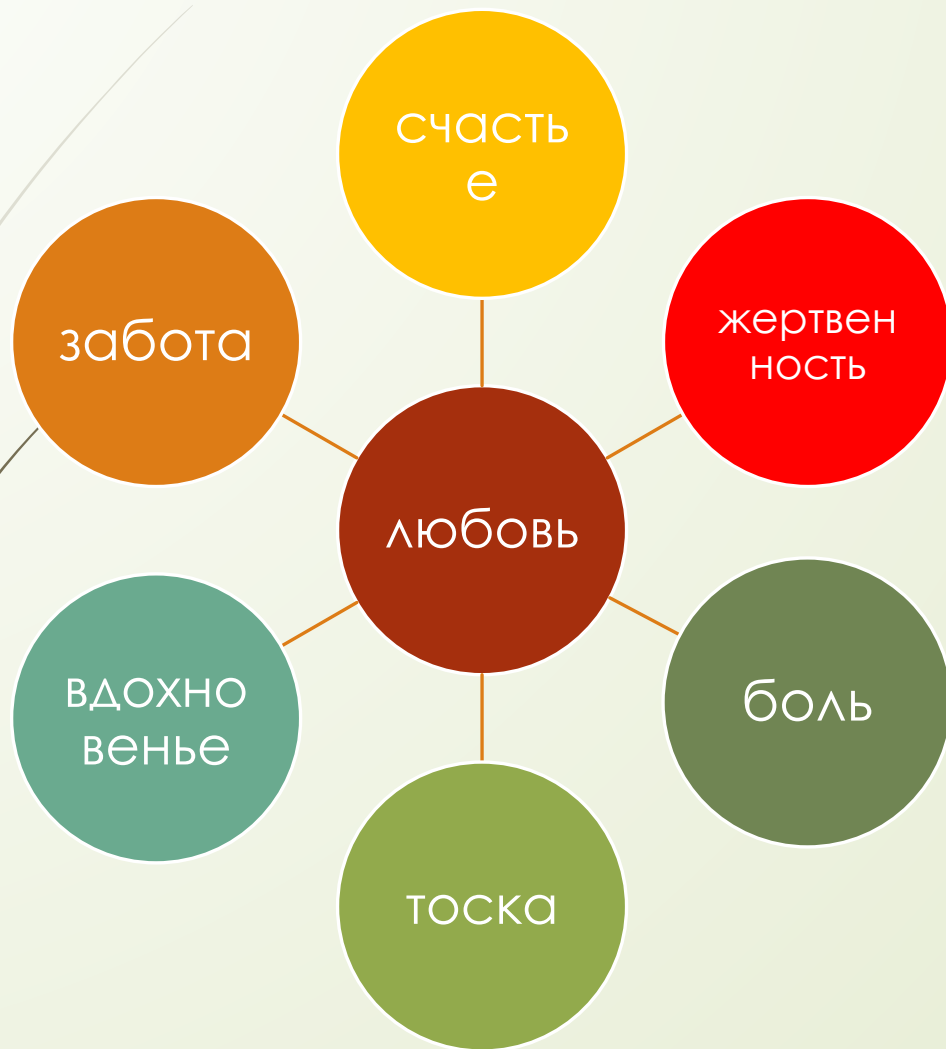 счасть
е
забота
жертвен
ность
любовь
вдохно
венье
боль
тоска